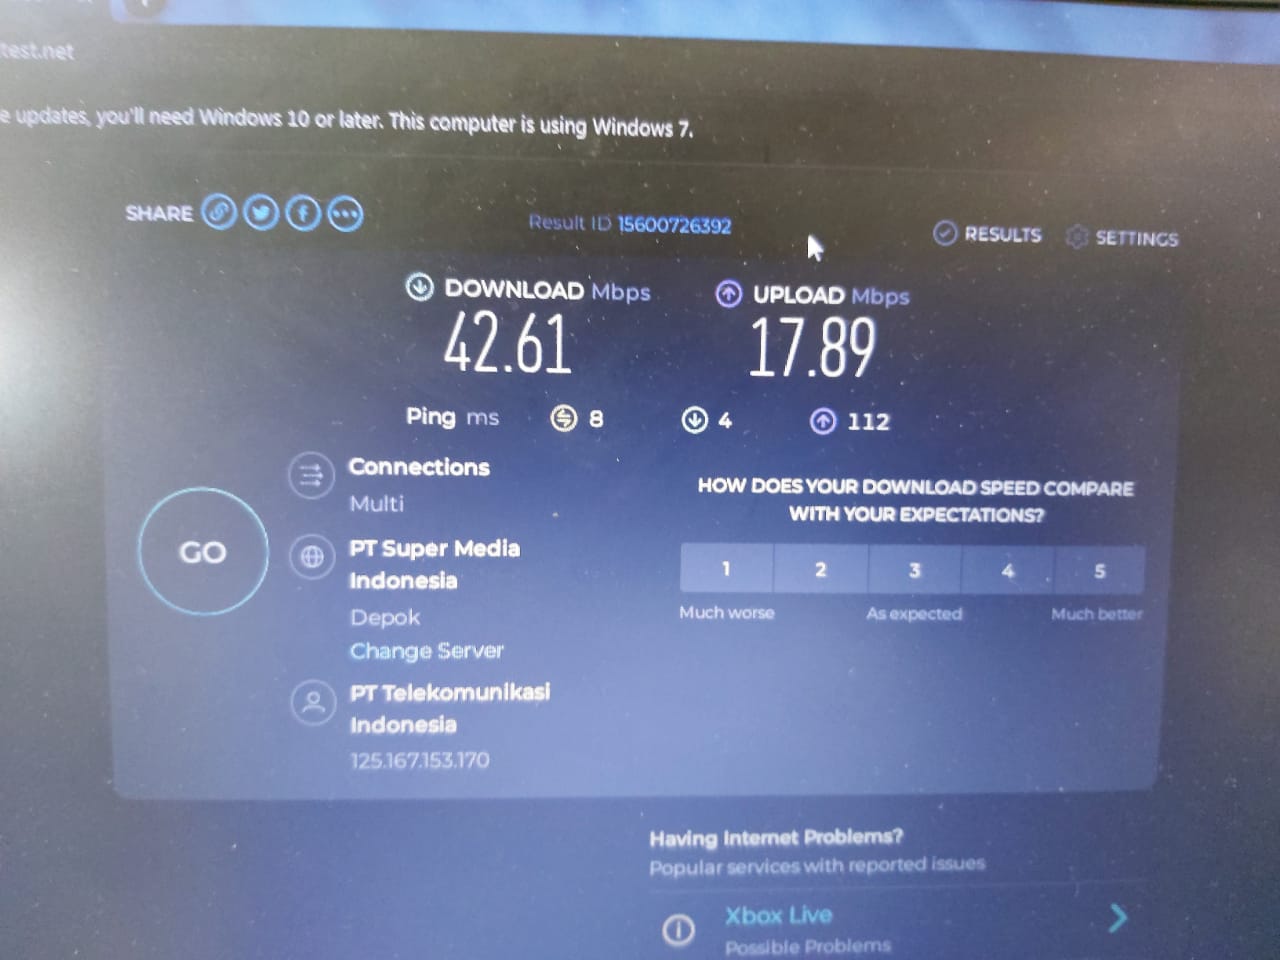 test.net
e updates, you'll need Windows 10 or later. This computer is using Windows 7.
SHARE
Result ID 15600726392
RESULTS SETTINGS
DOWNLOAD Mbps
42.61
UPLOAD Mbps
17.89
Ping ms 8 4 112
Connections
Multi
GO
PT Super Media
Indonesia
Depok
Change Server
PT Telekomunikasi
Indonesia
125.167.153.170
HOW DOES YOUR DOWNLOAD SPEED COMPARE
WITH YOUR EXPECTATIONS?
1 2 3 4 5
Much worse As expected Much better
Having Internet Problems?
Popular services with reported issues
Xbox Live
Possible Problems